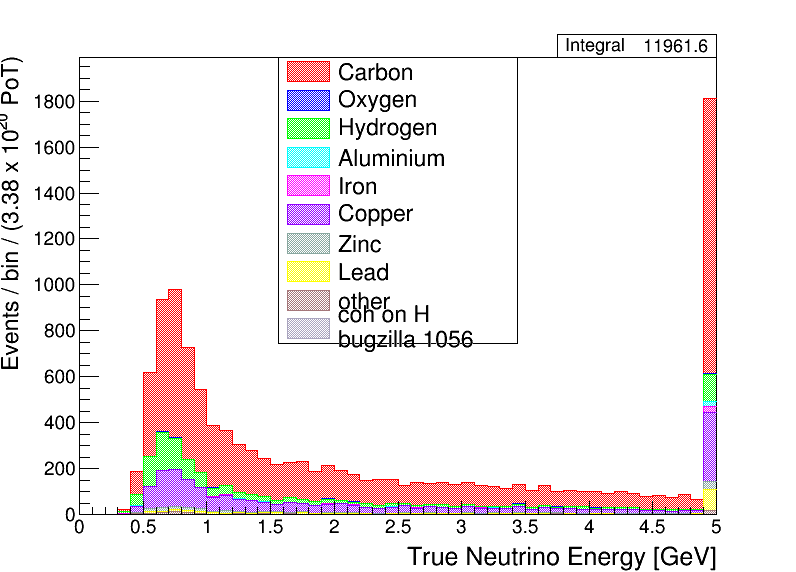 Integral 11961.6
Events / bin / (3.38 x 10²⁰ PoT)
1800
1600
1400
1200
1000
800
600
400
200
0
Carbon
Oxygen
Hydrogen
Aluminium
Iron
Copper
Zinc
Lead
other
coh on H
bugzilla 1056
0 0.5 1 1.5 2 2.5 3 3.5 4 4.5 5
True Neutrino Energy [GeV]